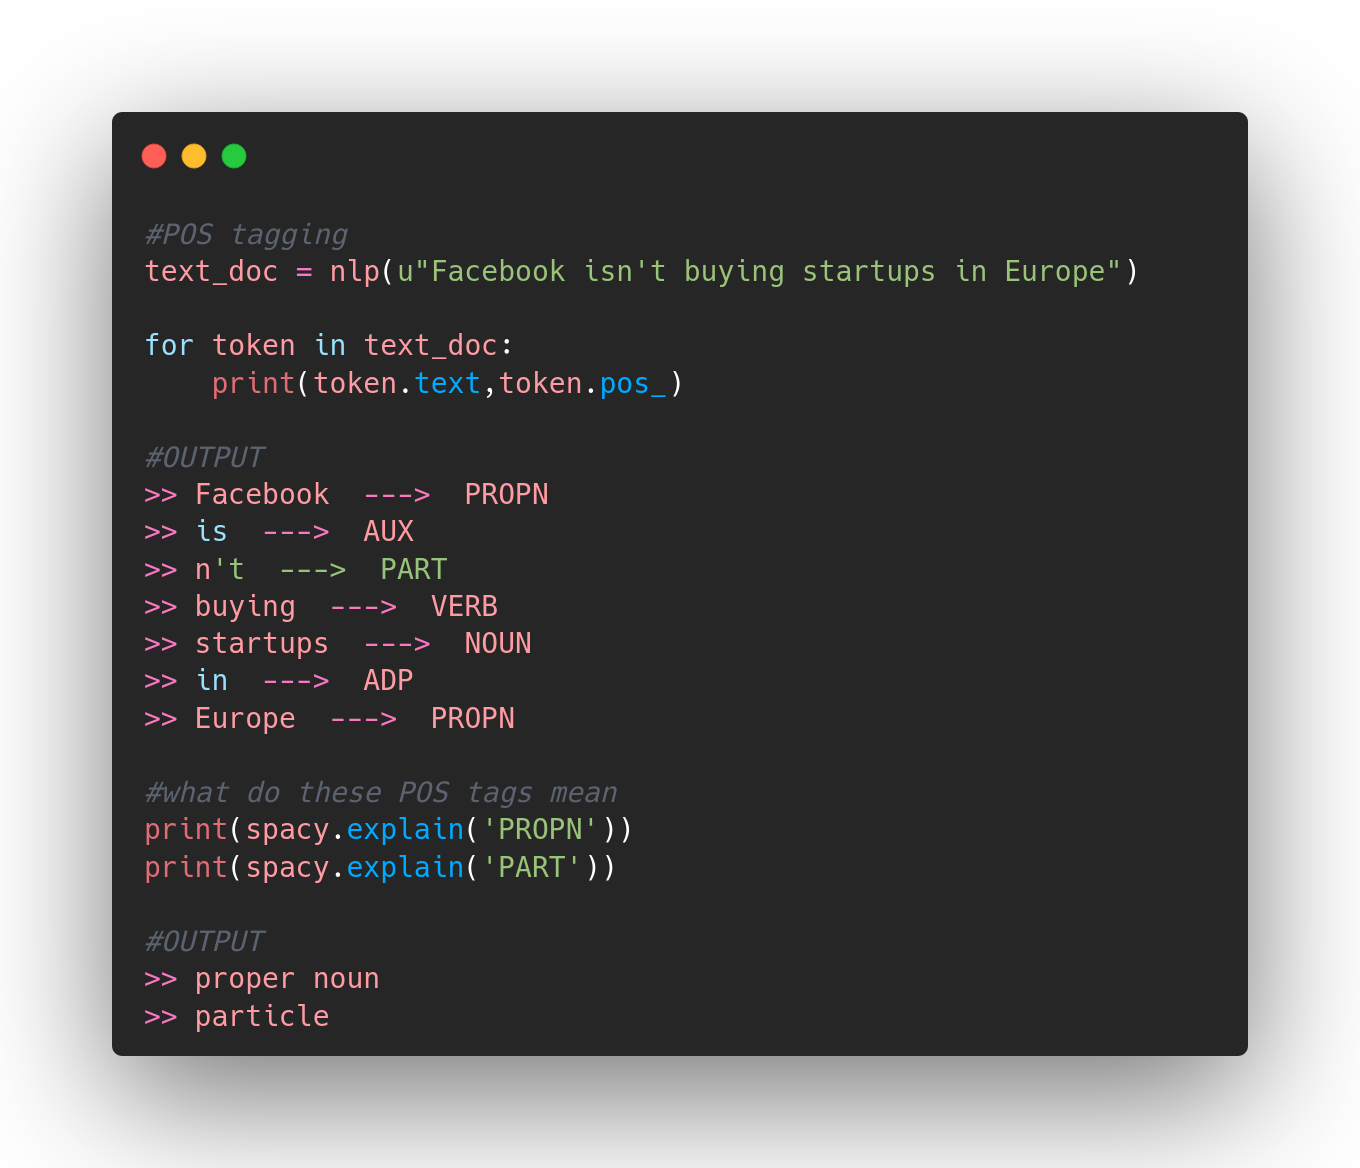 #POS tagging
text_doc = nlp(u"Facebook isn't buying startups in Europe")
for token in text_doc:
    print(token.text,token.pos_)
#OUTPUT
>> Facebook  --->  PROPN
>> is  --->  AUX
>> n't  --->  PART
>> buying  --->  VERB
>> startups  --->  NOUN
>> in  --->  ADP
>> Europe  --->  PROPN
#what do these POS tags mean
print(spacy.explain('PROPN'))
print(spacy.explain('PART'))
#OUTPUT
>> proper noun
>> particle